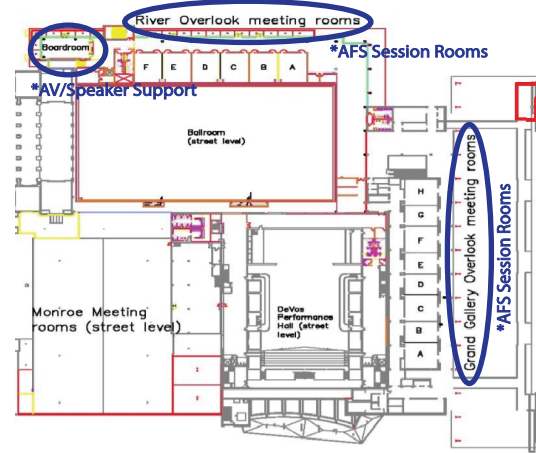 River Overlook meeting rooms
Boardroom
*AFS Session Rooms
*AV/Speaker Support
F E D C B A
Ballroom
(street level)
H
G
F
E
D
C
B
A
Grand Gallery Overlook meeting rooms
*AFS Session Rooms
Monroe Meeting
rooms (street level)
DeVos
Performance
Hall (street
level)